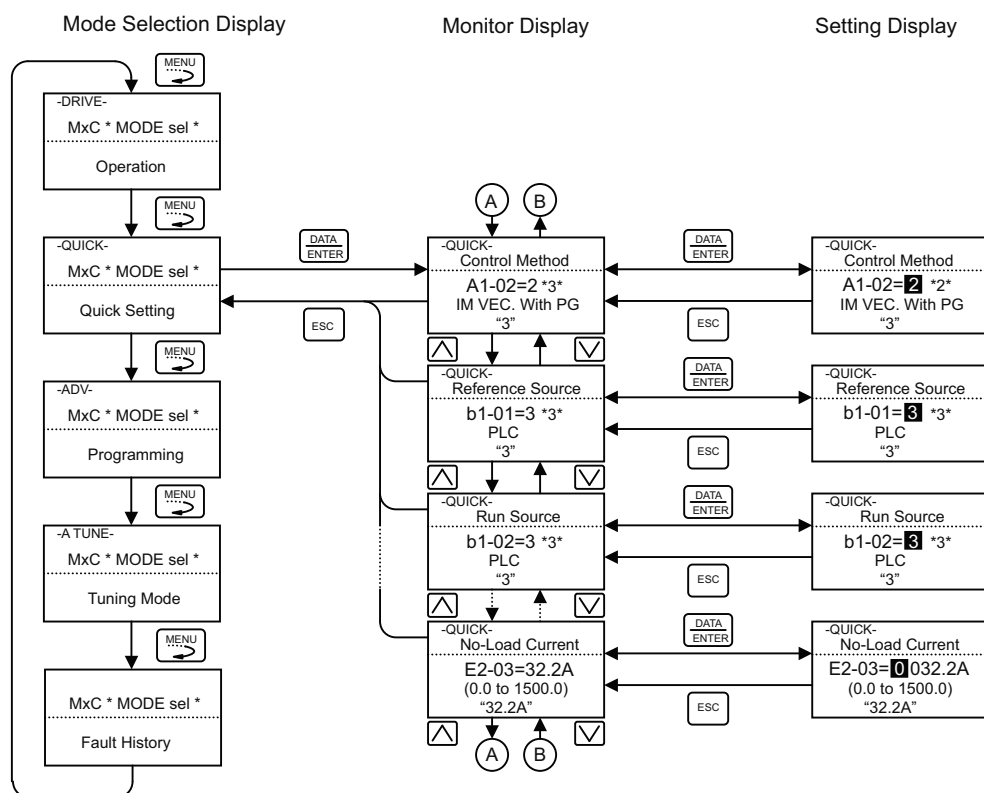 Mode Selection Display
Monitor Display
Setting Display
MENU
-DRIVE-
MxC * MODE sel *
Operation
MENU
-QUICK-
MxC * MODE sel *
Quick Setting
MENU
-ADV-
MxC * MODE sel *
Programming
MENU
-A TUNE-
MxC * MODE sel *
Tuning Mode
MENU
MxC * MODE sel *
Fault History
DATA
ENTER
ESC
A
B
-QUICK-
Control Method
A1-02=2 *3*
IM VEC. With PG
“3”
DATA
ENTER
ESC
-QUICK-
Control Method
A1-02=2 *2*
IM VEC. With PG
“3”
-QUICK-
Reference Source
b1-01=3 *3*
PLC
“3”
DATA
ENTER
ESC
-QUICK-
Reference Source
b1-01=3 *3*
PLC
“3”
-QUICK-
Run Source
b1-02=3 *3*
PLC
“3”
DATA
ENTER
ESC
-QUICK-
Run Source
b1-02=3 *3*
PLC
“3”
-QUICK-
No-Load Current
E2-03=32.2A
(0.0 to 1500.0)
“32.2A”
DATA
ENTER
ESC
-QUICK-
No-Load Current
E2-03=0032.2A
(0.0 to 1500.0)
“32.2A”
A
B